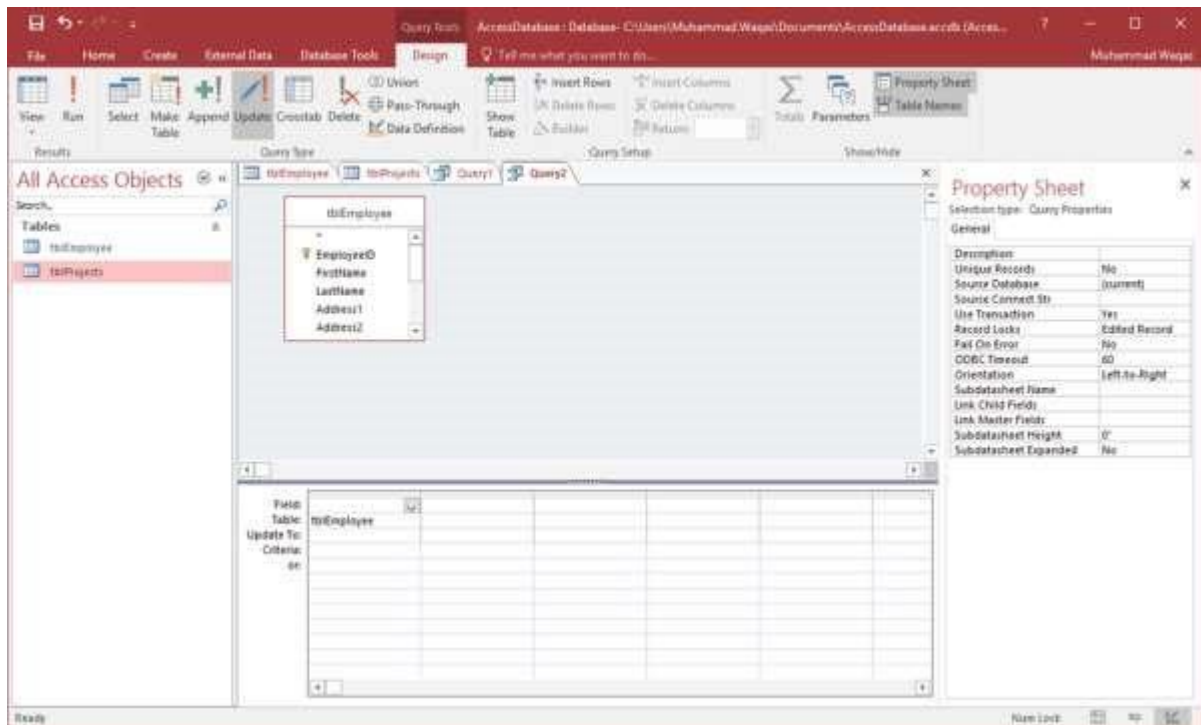 Query Tools
AccessDatabase : Database- C:\Users\Muhammad.Waqas\Documents\AccessDatabase.accdb (Acces...
?
File Home Create External Data Database Tools Design Tell me what you want to do...
Muhammad Waqas
View
Run
Select
Make Table
Append
Update
Crosstab
Delete
Union
Pass-Through
Data Definition
Show Table
Insert Rows
Delete Rows
Builder
Insert Columns
Delete Columns
Return:
Totals
Parameters
Property Sheet
Table Names
Results
Query Type
Query Setup
Show/Hide
All Access Objects
Search...
Tables
tblEmployee
tblProjects
tblEmployee tblProjects Query1 Query2
tblEmployee
*
EmployeeID
FirstName
LastName
Address1
Address2
Field:
Table: tblEmployee
Update To:
Criteria:
or:
Property Sheet
Selection type: Query Properties
General
Description
Unique Records No
Source Database (current)
Source Connect Str
Use Transaction Yes
Record Locks Edited Record
Fail On Error No
ODBC Timeout 60
Orientation Left-to-Right
Subdatasheet Name
Link Child Fields
Link Master Fields
Subdatasheet Height 0"
Subdatasheet Expanded No
Ready
Num Lock